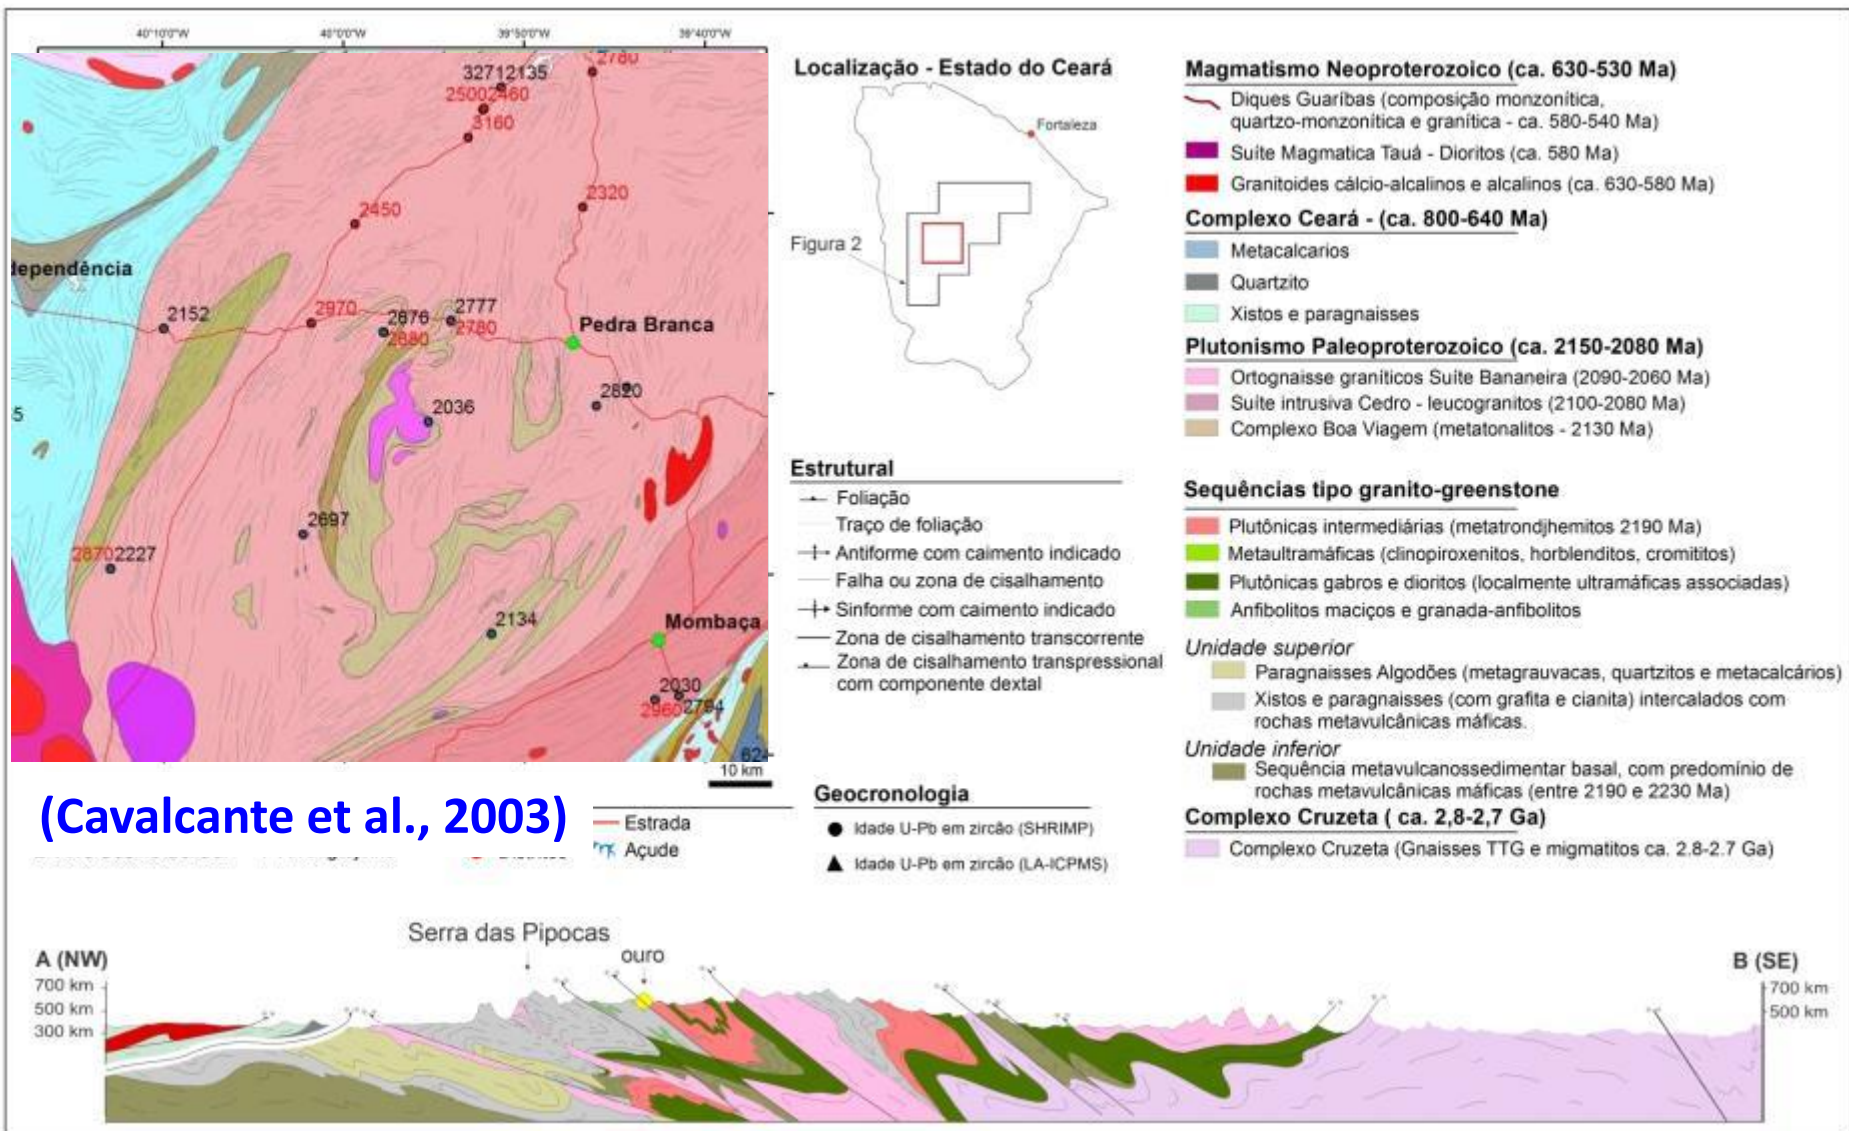 40°10'0"W 40°0'0"W 39°50'0"W 39°40'0"W
2780
32712135
25002460
3160
2450
2320
dependência
2152
2970
2676
2680
2777
2780
Pedra Branca
2820
2036
5
2697
28702227
2134
Mombaça
2030
29602794
624
10 km
(Cavalcante et al., 2003)
Estrada
Açude
Localização - Estado do Ceará
Fortaleza
Figura 2
Estrutural
Foliação
Traço de foliação
Antiforme com caimento indicado
Falha ou zona de cisalhamento
Sinforme com caimento indicado
Zona de cisalhamento transcorrente
Zona de cisalhamento transpressional
com componente dextal
Geocronologia
Idade U-Pb em zircão (SHRIMP)
Idade U-Pb em zircão (LA-ICPMS)
Magmatismo Neoproterozoico (ca. 630-530 Ma)
Diques Guaríbas (composição monzonítica,
quartzo-monzonítica e granítica - ca. 580-540 Ma)
Suíte Magmatica Tauá - Dioritos (ca. 580 Ma)
Granitoides cálcio-alcalinos e alcalinos (ca. 630-580 Ma)
Complexo Ceará - (ca. 800-640 Ma)
Metacalcarios
Quartzito
Xistos e paragnaisses
Plutonismo Paleoproterozoico (ca. 2150-2080 Ma)
Ortognaisse graníticos Suíte Bananeira (2090-2060 Ma)
Suíte intrusiva Cedro - leucogranitos (2100-2080 Ma)
Complexo Boa Viagem (metatonalitos - 2130 Ma)
Sequências tipo granito-greenstone
Plutônicas intermediárias (metatrondjhemitos 2190 Ma)
Metaultramáficas (clinopiroxenitos, horblenditos, cromititos)
Plutônicas gabros e dioritos (localmente ultramáficas associadas)
Anfibolitos maciços e granada-anfibolitos
Unidade superior
Paragnaisses Algodões (metagrauvacas, quartzitos e metacalcários)
Xistos e paragnaisses (com grafita e cianita) intercalados com
rochas metavulcânicas máficas.
Unidade inferior
Sequência metavulcanossedimentar basal, com predomínio de
rochas metavulcânicas máficas (entre 2190 e 2230 Ma)
Complexo Cruzeta ( ca. 2,8-2,7 Ga)
Complexo Cruzeta (Gnaisses TTG e migmatitos ca. 2.8-2.7 Ga)
Serra das Pipocas
ouro
A (NW)
700 km
500 km
300 km
B (SE)
700 km
500 km